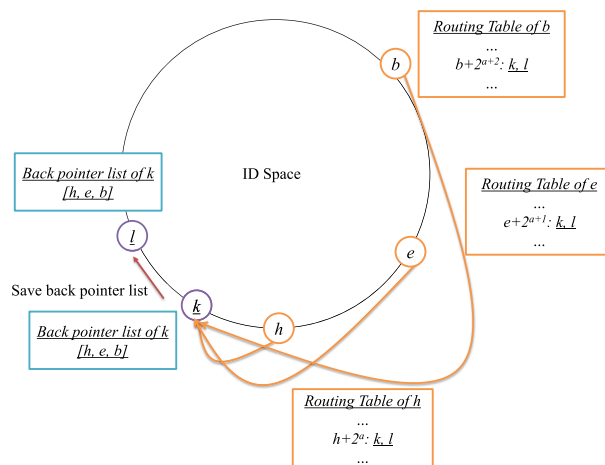 Routing Table of b
...
b+2^{a+2}: k, l
...
b
Back pointer list of k
[h, e, b]
ID Space
Routing Table of e
...
e+2^{a+1}: k, l
...
l
e
Save back pointer list
k
h
Back pointer list of k
[h, e, b]
Routing Table of h
...
h+2^a: k, l
...